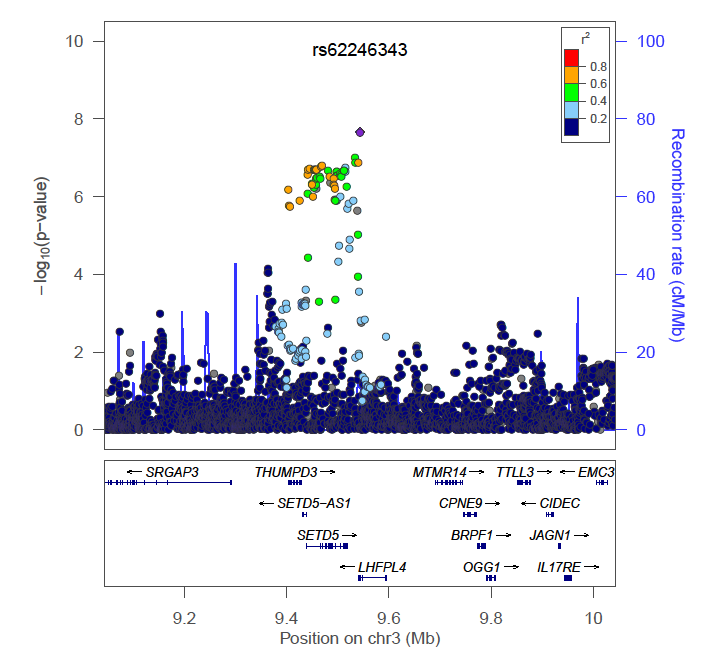 rs62246343
r²
0.8
0.6
0.4
0.2
10
8
6
4
2
0
−log10(p−value)
100
80
60
40
20
0
Recombination rate (cM/Mb)
SRGAP3 THUMPD3 MTMR14 TTLL3 EMC3
SETD5−AS1 CPNE9 CIDEC
SETD5 BRPF1 JAGN1
LHFPL4 OGG1 IL17RE
9.2 9.4 9.6 9.8 10
Position on chr3 (Mb)